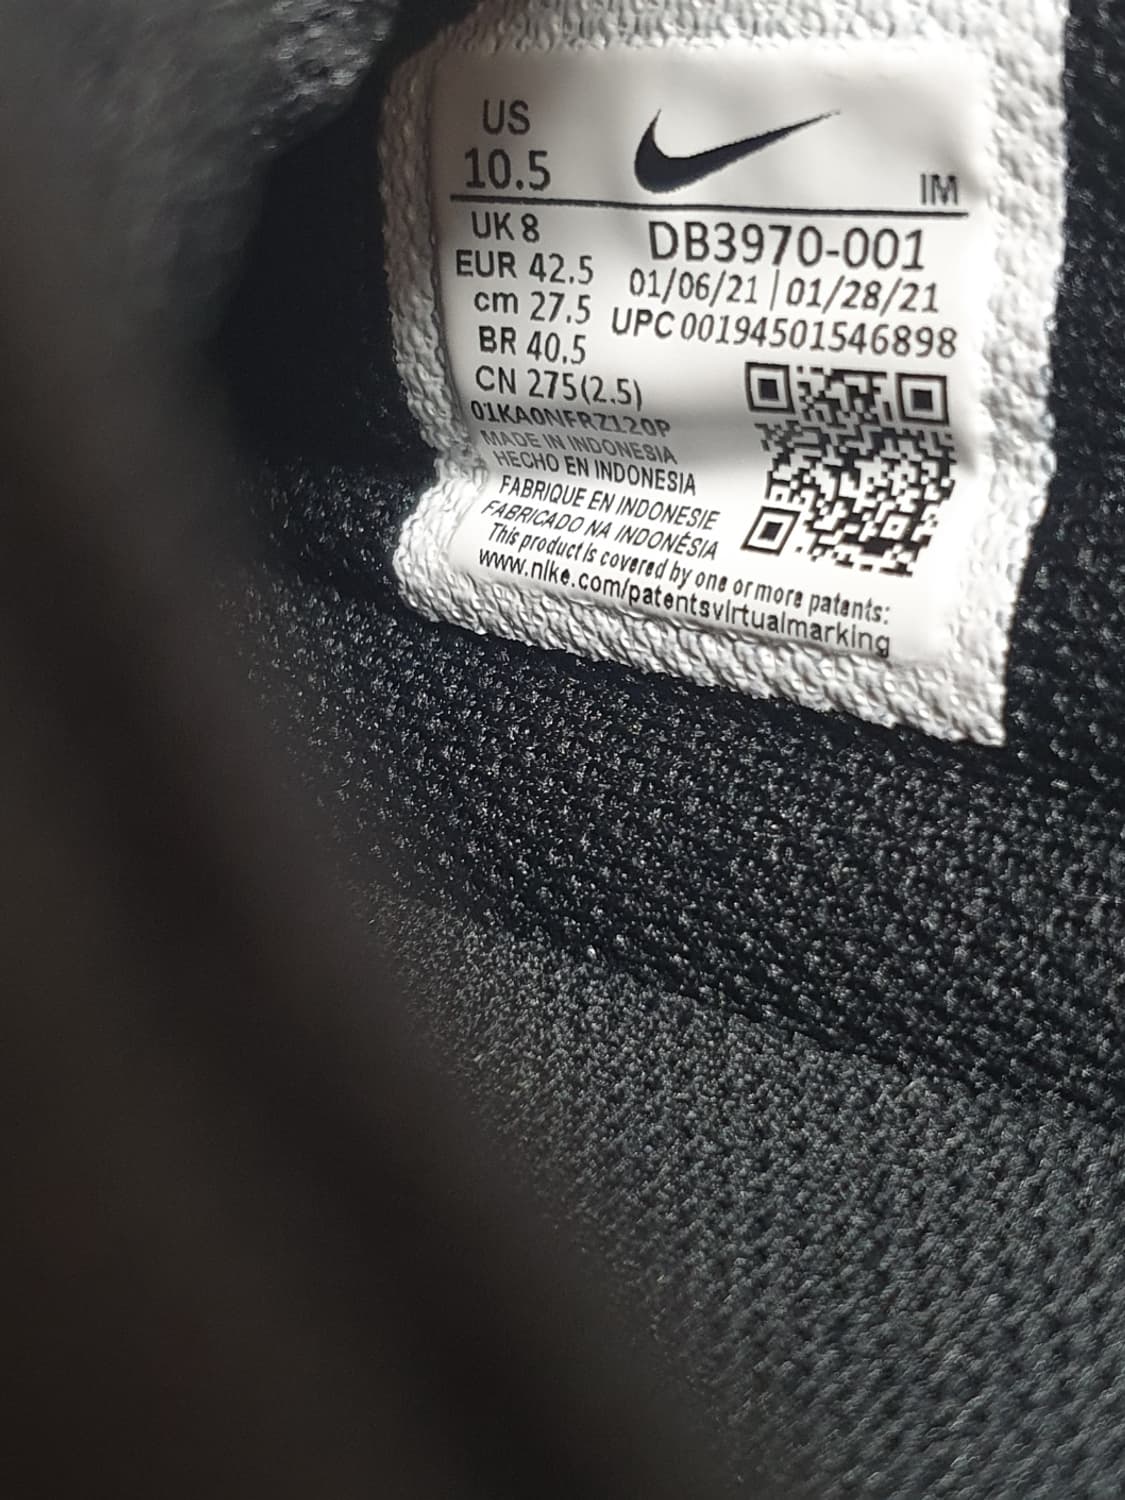 US
10.5
IM
UK 8
EUR 42.5
cm 27.5
BR 40.5
CN 275(2.5)
DB3970-001
01/06/21 | 01/28/21
UPC 00194501546898
01KA0NFRZ120P
MADE IN INDONESIA
HECHO EN INDONESIA
FABRIQUE EN INDONESIE
FABRICADO NA INDONÉSIA
This product is covered by one or more patents:
www.nike.com/patentsvirtualmarking